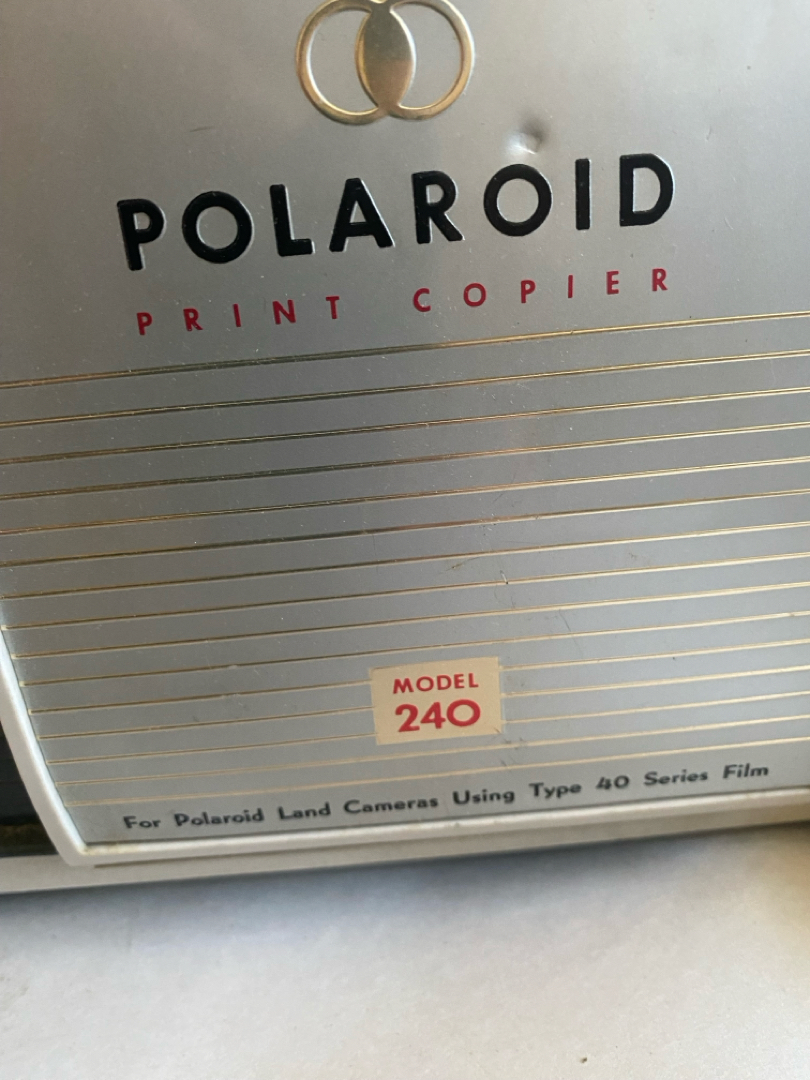 POLAROID
PRINT COPIER
MODEL
240
For Polaroid Land Cameras Using Type 40 Series Film